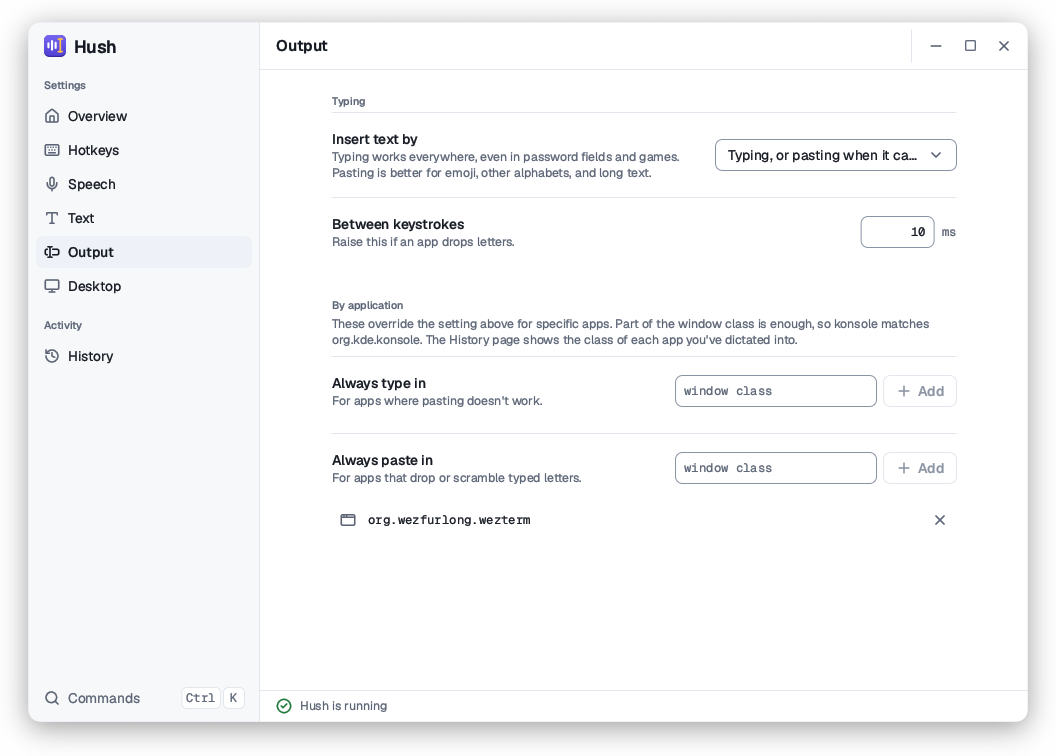 Hush
Output
Settings
Overview
Hotkeys
Speech
Text
Output
Desktop
Activity
History
Commands
Ctrl K
Typing
Insert text by
Typing works everywhere, even in password fields and games.
Pasting is better for emoji, other alphabets, and long text.
Typing, or pasting when it ca...
Between keystrokes
Raise this if an app drops letters.
10 ms
By application
These override the setting above for specific apps. Part of the window class is enough, so konsole matches
org.kde.konsole. The History page shows the class of each app you've dictated into.
Always type in
For apps where pasting doesn't work.
window class
Add
Always paste in
For apps that drop or scramble typed letters.
window class
Add
org.wezfurlong.wezterm
Hush is running